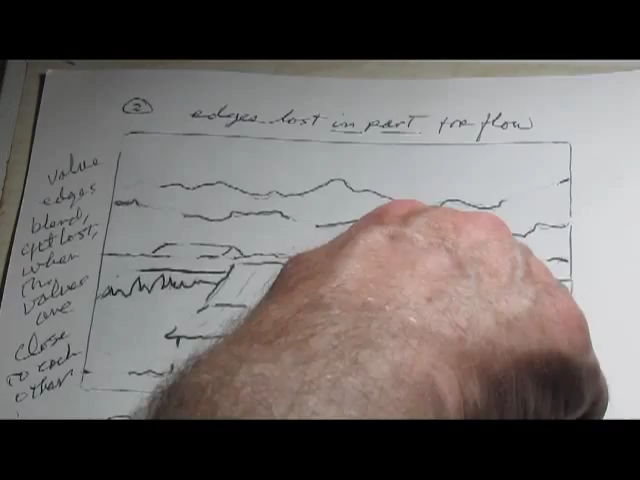 ② edges lost in part for flow
value
edges
blend,
get lost,
when
the
values
are
close
to each
other